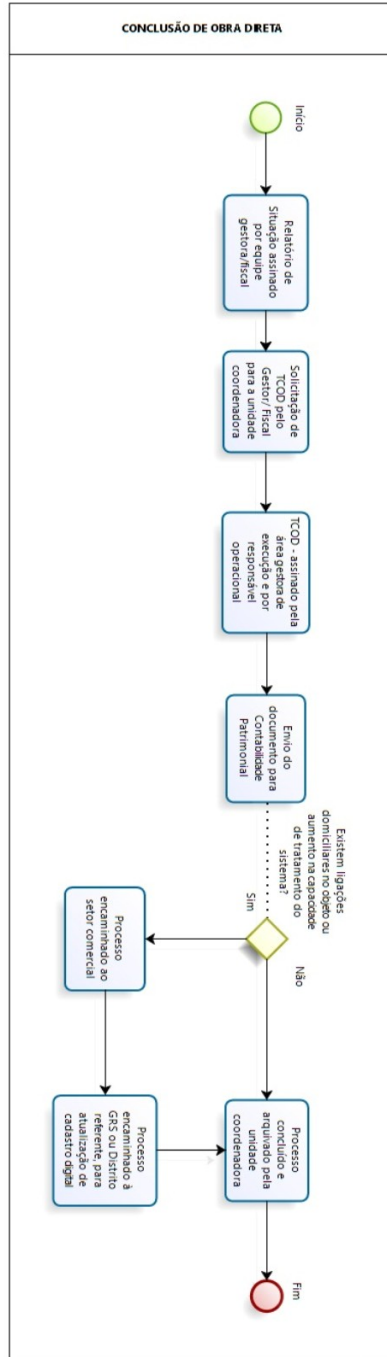 CONCLUSÃO DE OBRA DIRETA
Início
Relatório de
Situação assinado
por equipe
gestora/fiscal
Solicitação de
TCOD pelo
Gestor/ Fiscal
para a unidade
coordenadora
TCOD - assinado pela
área gestora de
execução e por
responsável
operacional
Envio do
documento para
Contabilidade
Patrimonial
Existem ligações
domiciliares no objeto ou
aumento na capacidade
de tratamento do
sistema?
Sim
Não
Processo
encaminhado ao
setor comercial
Processo
encaminhado à
GRS ou Distrito
referente, para
atualização de
cadastro digital
Processo
concluído e
arquivado pela
unidade
coordenadora
Fim